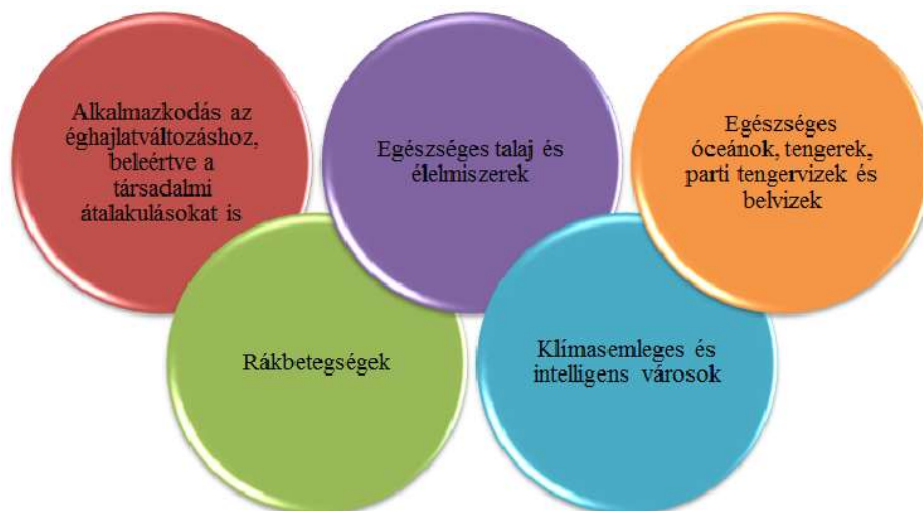 Alkalmazkodás az
éghajlatváltozáshoz,
beleértve a
társadalmi
átalakulásokat is
Rákbetegségek
Egészséges talaj és
élelmiszerek
Klímasemleges és
intelligens városok
Egészséges
óceánok, tengerek,
parti tengervizek és
belvizek